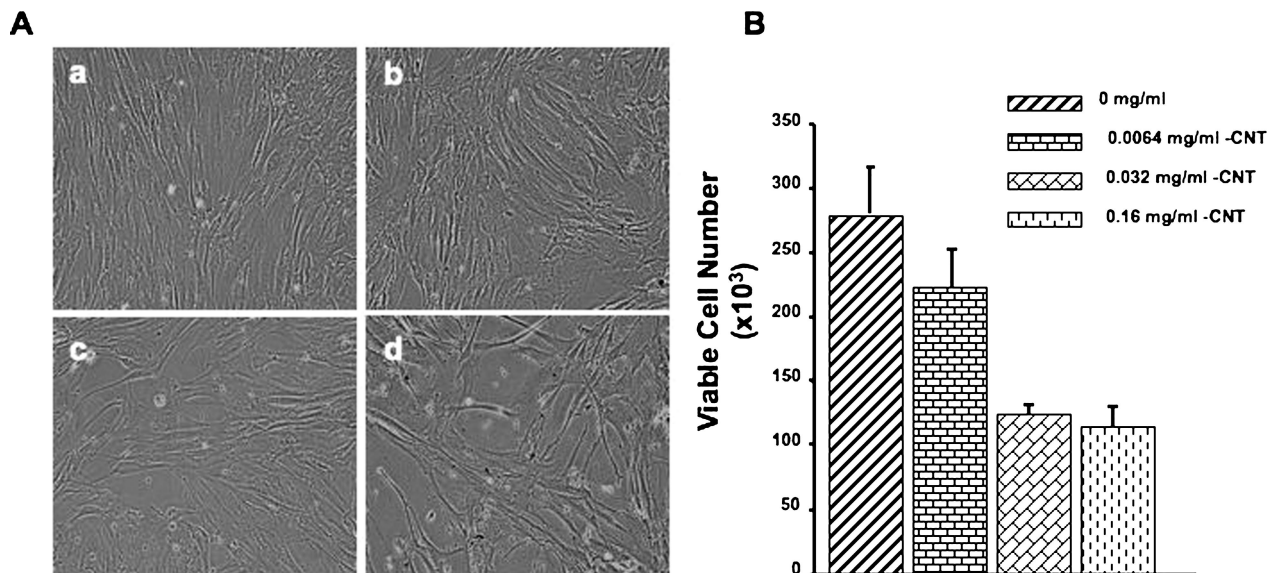 A
a
b
c
d
B
0 mg/ml
0.0064 mg/ml -CNT
0.032 mg/ml -CNT
0.16 mg/ml -CNT
Viable Cell Number
(x10³)
350
300
250
200
150
100
50
0